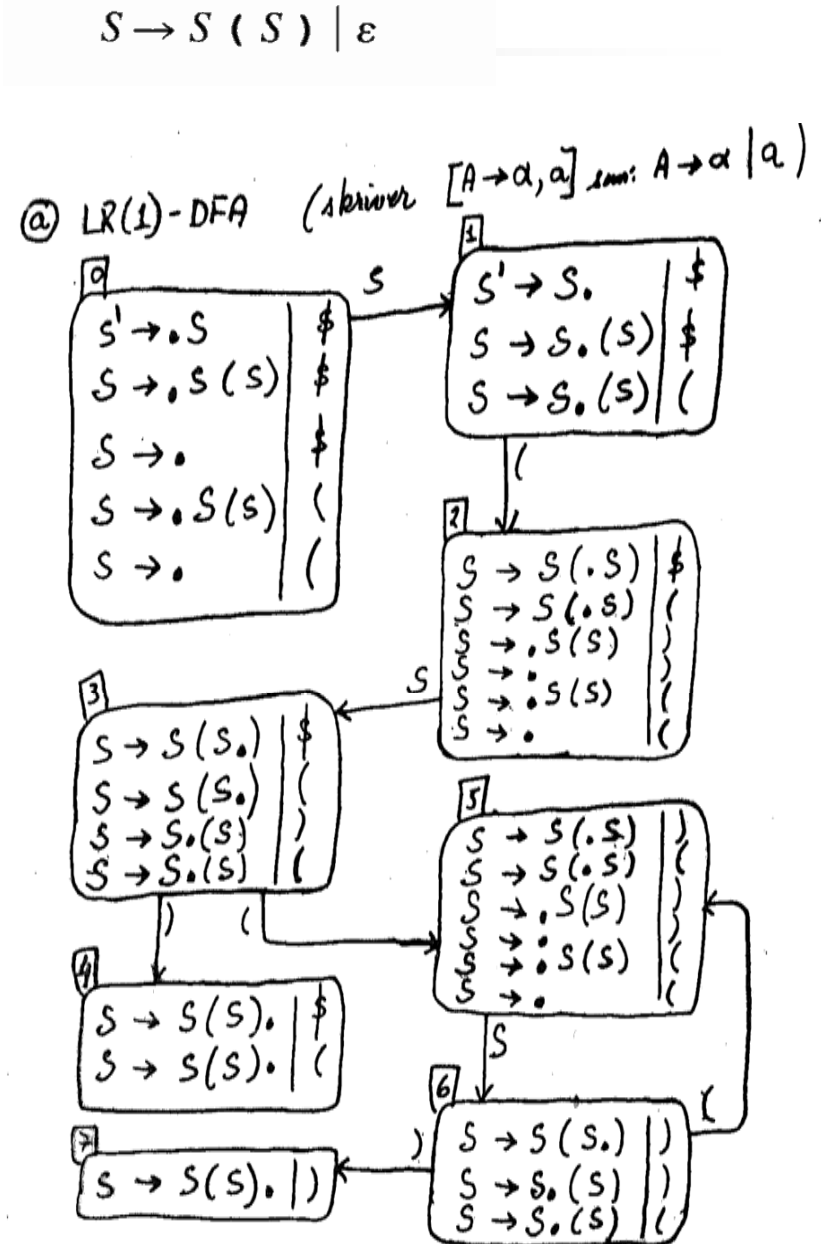 S → S ( S ) | ε
ⓐ LR(1)-DFA (skriver [A→α, a] som: A→α | a)
0
S' → .S | $
S → .S(S) | $
S → . | $
S → .S(S) | (
S → . | (
S
1
S' → S. | $
S → S.(S) | $
S → S.(S) | (
(
2
S → S(.S) | $
S → S(.S) | (
S → .S(S) | )
S → . | )
S → .S(S) | (
S → . | (
S
3
S → S(S.) | $
S → S(S.) | (
S → S.(S) | )
S → S.(S) | (
) (
4
S → S(S). | $
S → S(S). | (
5
S → S(.S) | )
S → S(.S) | (
S → .S(S) | )
S → . | )
S → .S(S) | (
S → . | (
S
6
S → S(S.) | )
S → S.(S) | )
S → S.(S) | (
(
)
7
S → S(S). | )